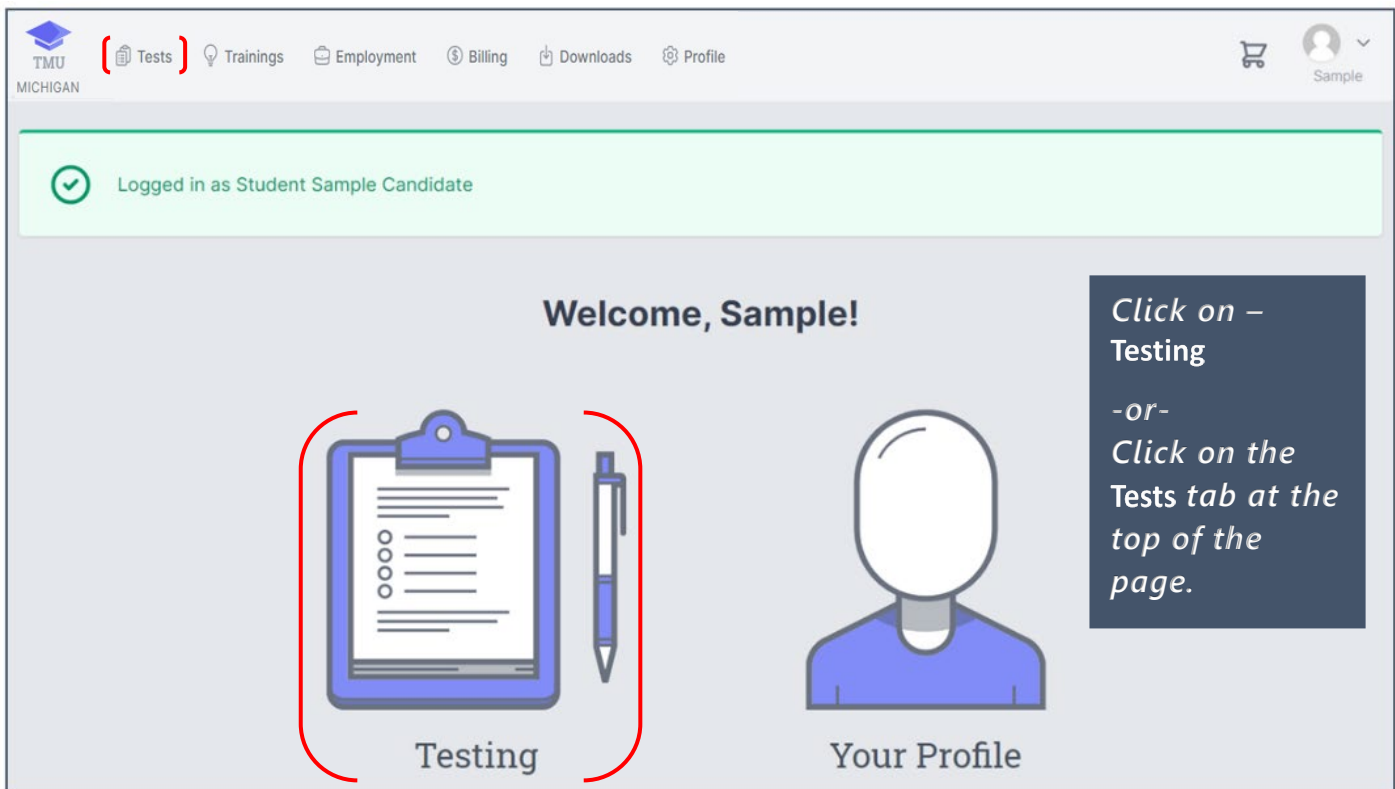 TMU
MICHIGAN
Tests
Trainings
Employment
Billing
Downloads
Profile
Sample
Logged in as Student Sample Candidate
Welcome, Sample!
Click on –
Testing
-or-
Click on the
Tests tab at the
top of the
page.
Testing
Your Profile